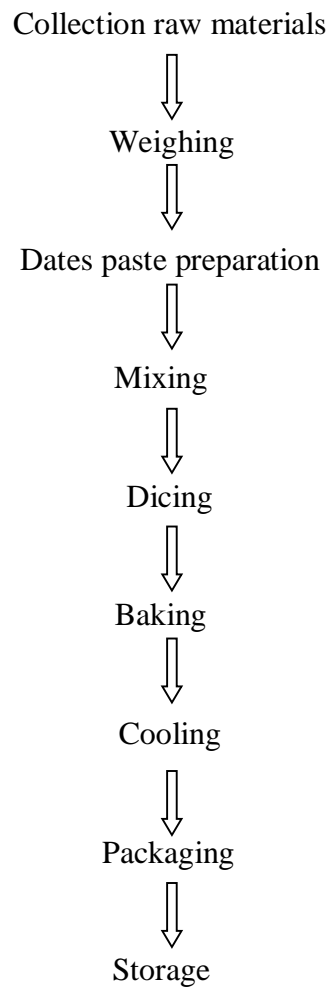 Collection raw materials
Weighing
Dates paste preparation
Mixing
Dicing
Baking
Cooling
Packaging
Storage